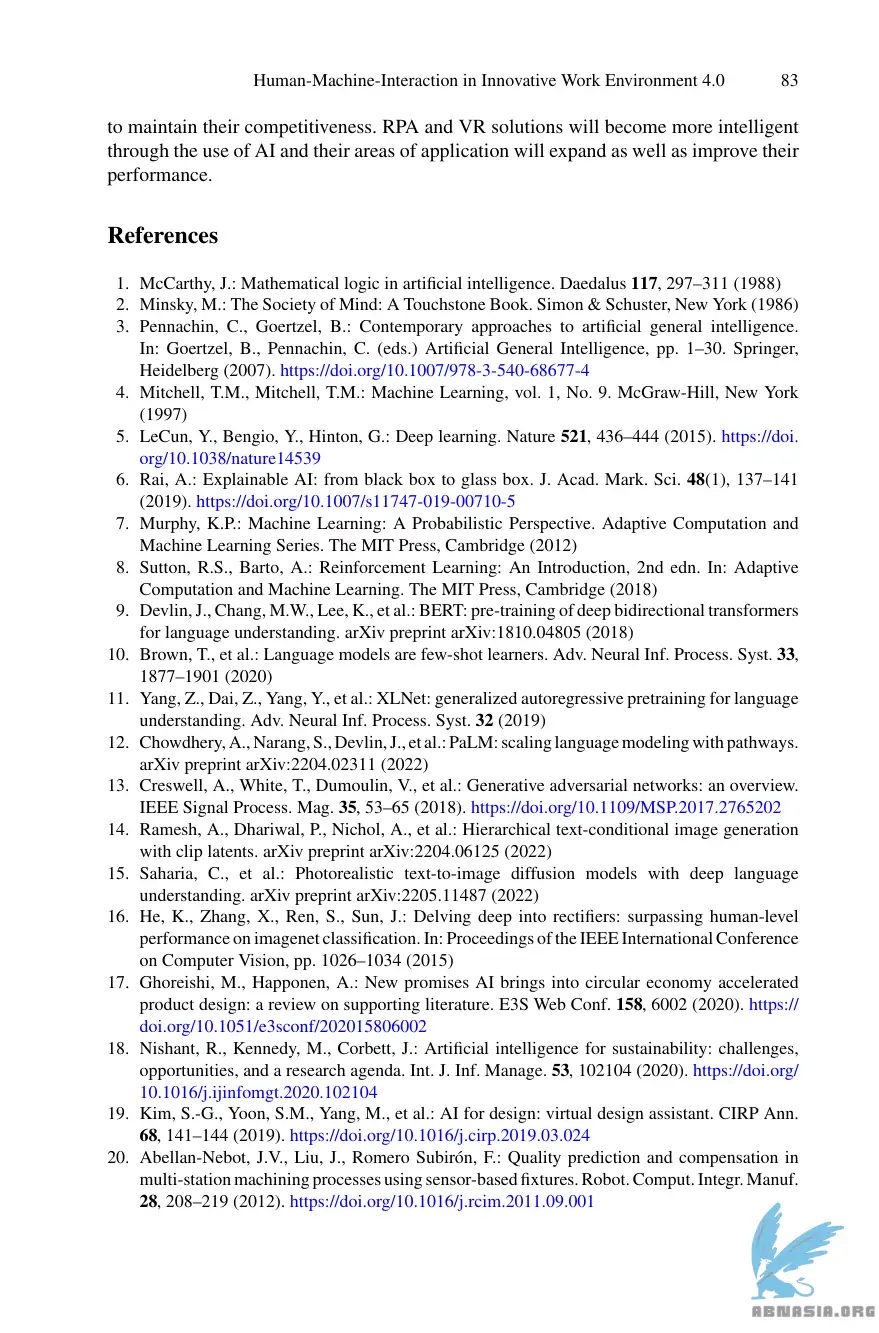 Human-Machine-Interaction in Innovative Work Environment 4.0 83
to maintain their competitiveness. RPA and VR solutions will become more intelligent
through the use of AI and their areas of application will expand as well as improve their
performance.
References
1. McCarthy, J.: Mathematical logic in artificial intelligence. Daedalus 117, 297–311 (1988)
2. Minsky, M.: The Society of Mind: A Touchstone Book. Simon & Schuster, New York (1986)
3. Pennachin, C., Goertzel, B.: Contemporary approaches to artificial general intelligence.
In: Goertzel, B., Pennachin, C. (eds.) Artificial General Intelligence, pp. 1–30. Springer,
Heidelberg (2007). https://doi.org/10.1007/978-3-540-68677-4
4. Mitchell, T.M., Mitchell, T.M.: Machine Learning, vol. 1, No. 9. McGraw-Hill, New York
(1997)
5. LeCun, Y., Bengio, Y., Hinton, G.: Deep learning. Nature 521, 436–444 (2015). https://doi.
org/10.1038/nature14539
6. Rai, A.: Explainable AI: from black box to glass box. J. Acad. Mark. Sci. 48(1), 137–141
(2019). https://doi.org/10.1007/s11747-019-00710-5
7. Murphy, K.P.: Machine Learning: A Probabilistic Perspective. Adaptive Computation and
Machine Learning Series. The MIT Press, Cambridge (2012)
8. Sutton, R.S., Barto, A.: Reinforcement Learning: An Introduction, 2nd edn. In: Adaptive
Computation and Machine Learning. The MIT Press, Cambridge (2018)
9. Devlin, J., Chang, M.W., Lee, K., et al.: BERT: pre-training of deep bidirectional transformers
for language understanding. arXiv preprint arXiv:1810.04805 (2018)
10. Brown, T., et al.: Language models are few-shot learners. Adv. Neural Inf. Process. Syst. 33,
1877–1901 (2020)
11. Yang, Z., Dai, Z., Yang, Y., et al.: XLNet: generalized autoregressive pretraining for language
understanding. Adv. Neural Inf. Process. Syst. 32 (2019)
12. Chowdhery, A., Narang, S., Devlin, J., et al.: PaLM: scaling language modeling with pathways.
arXiv preprint arXiv:2204.02311 (2022)
13. Creswell, A., White, T., Dumoulin, V., et al.: Generative adversarial networks: an overview.
IEEE Signal Process. Mag. 35, 53–65 (2018). https://doi.org/10.1109/MSP.2017.2765202
14. Ramesh, A., Dhariwal, P., Nichol, A., et al.: Hierarchical text-conditional image generation
with clip latents. arXiv preprint arXiv:2204.06125 (2022)
15. Saharia, C., et al.: Photorealistic text-to-image diffusion models with deep language
understanding. arXiv preprint arXiv:2205.11487 (2022)
16. He, K., Zhang, X., Ren, S., Sun, J.: Delving deep into rectifiers: surpassing human-level
performance on imagenet classification. In: Proceedings of the IEEE International Conference
on Computer Vision, pp. 1026–1034 (2015)
17. Ghoreishi, M., Happonen, A.: New promises AI brings into circular economy accelerated
product design: a review on supporting literature. E3S Web Conf. 158, 6002 (2020). https://
doi.org/10.1051/e3sconf/202015806002
18. Nishant, R., Kennedy, M., Corbett, J.: Artificial intelligence for sustainability: challenges,
opportunities, and a research agenda. Int. J. Inf. Manage. 53, 102104 (2020). https://doi.org/
10.1016/j.ijinfomgt.2020.102104
19. Kim, S.-G., Yoon, S.M., Yang, M., et al.: AI for design: virtual design assistant. CIRP Ann.
68, 141–144 (2019). https://doi.org/10.1016/j.cirp.2019.03.024
20. Abellan-Nebot, J.V., Liu, J., Romero Subirón, F.: Quality prediction and compensation in
multi-station machining processes using sensor-based fixtures. Robot. Comput. Integr. Manuf.
28, 208–219 (2012). https://doi.org/10.1016/j.rcim.2011.09.001
ABNASIA.ORG